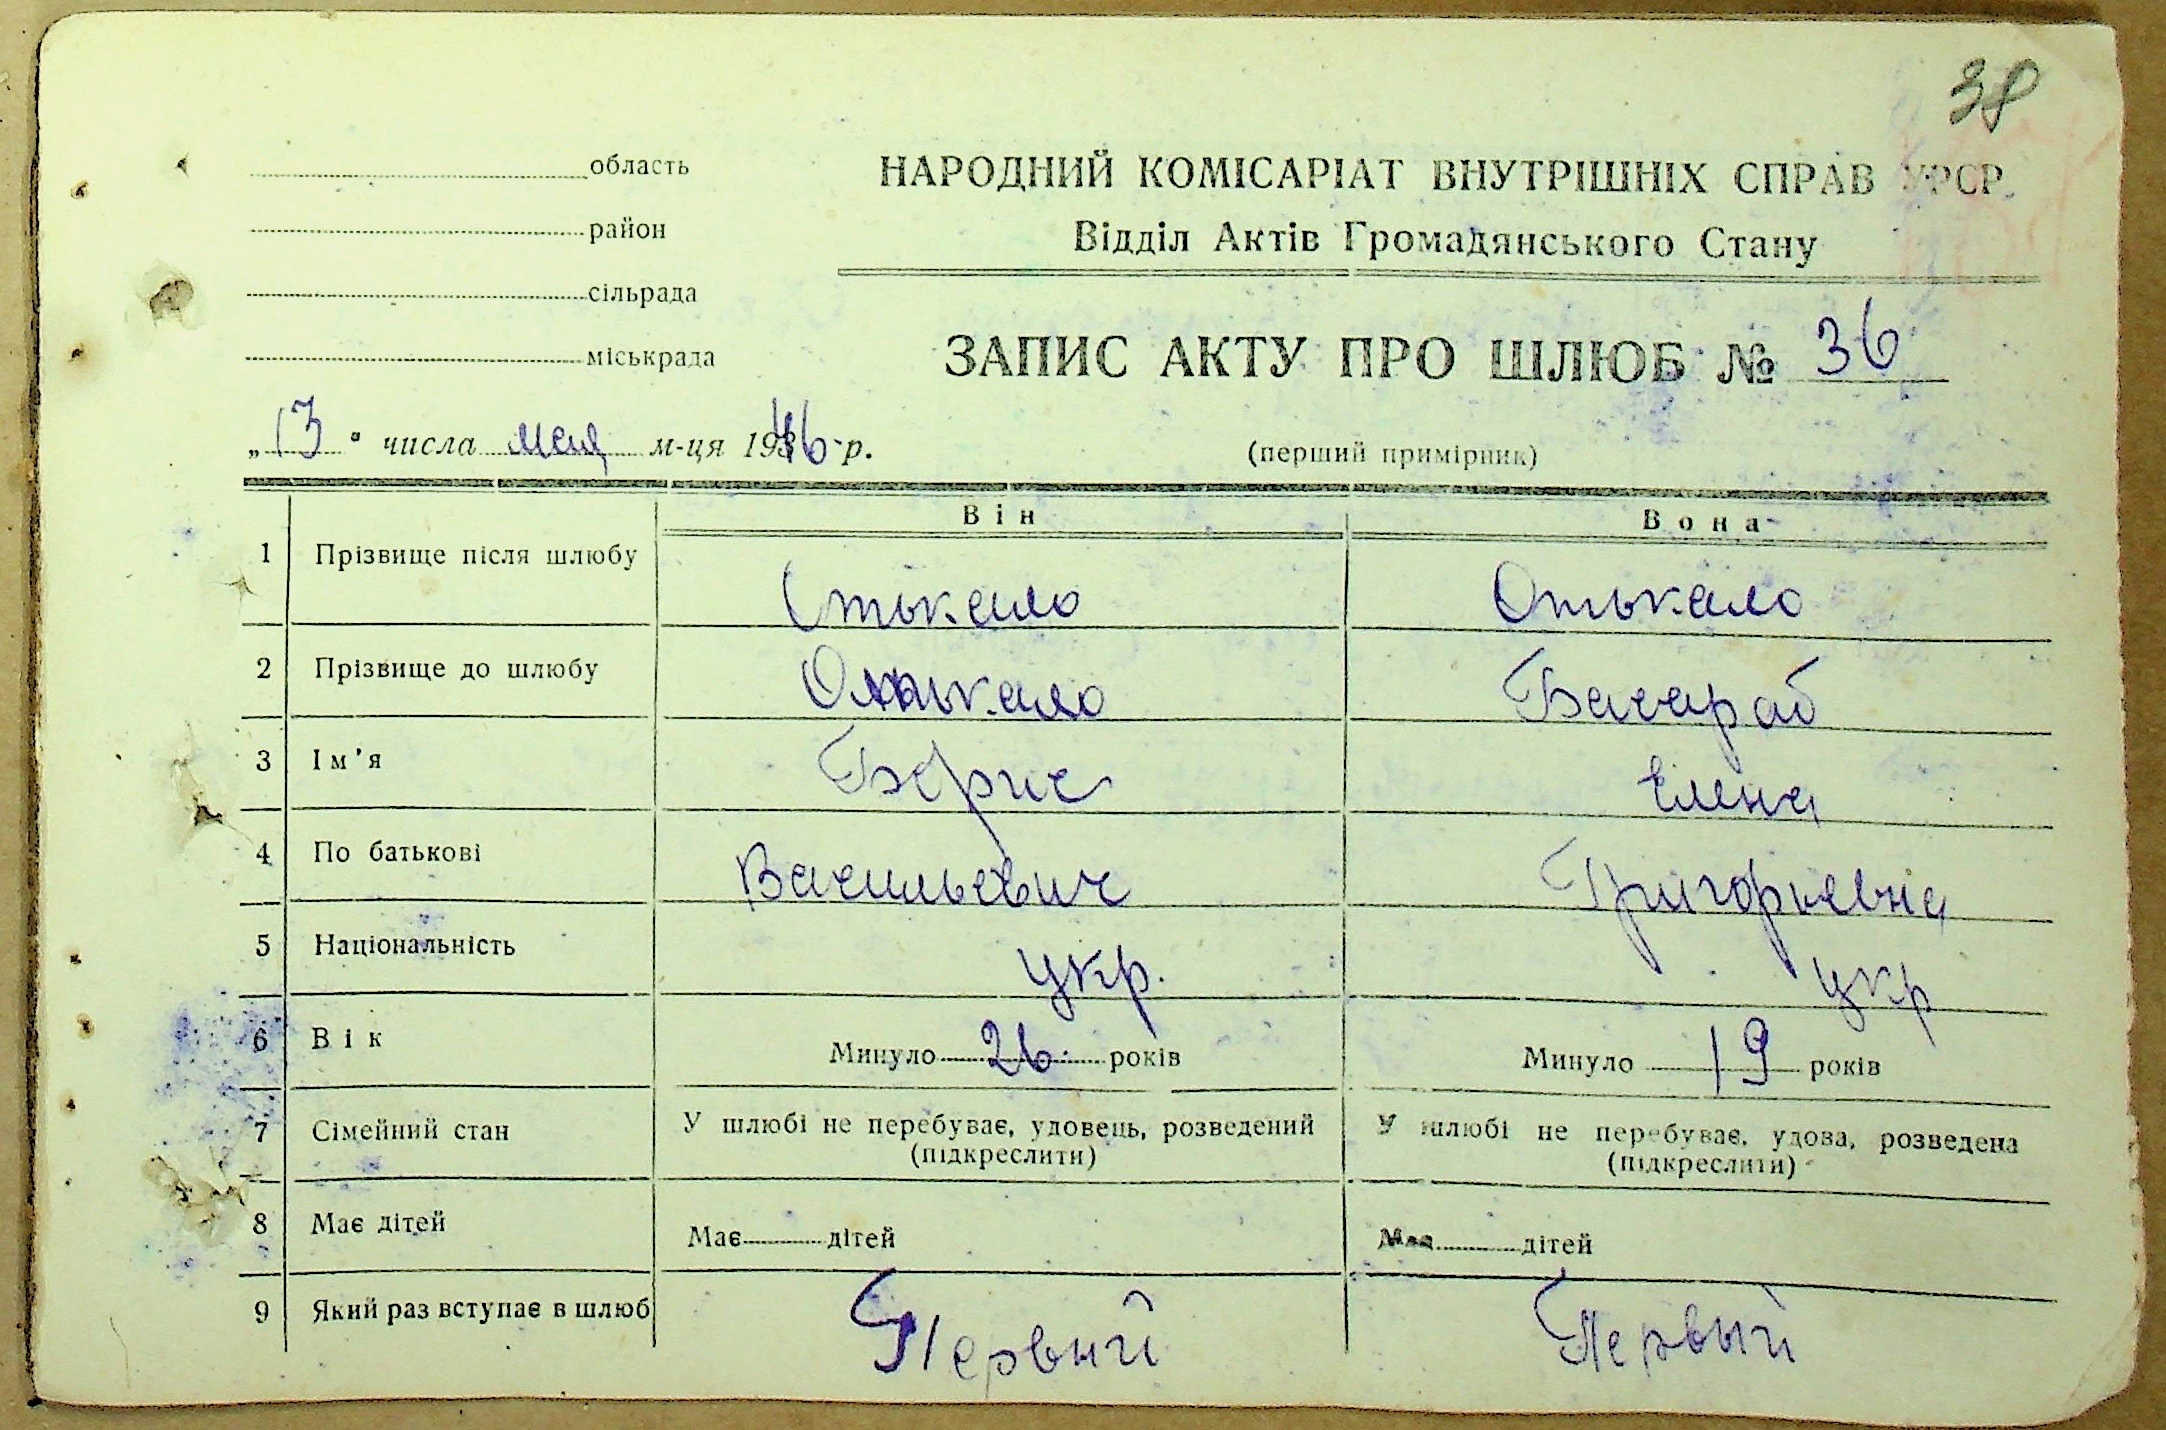 38
область
район
сільрада
міськрада
НАРОДНИЙ КОМІСАРІАТ ВНУТРІШНІХ СПРАВ УРСР
Відділ Актів Громадянського Стану
ЗАПИС АКТУ ПРО ШЛЮБ № 36
„13" числа мая м-ця 1946 р.
(перший примірник)
Він Вона
1 Прізвище після шлюбу Отькало Отькало
2 Прізвище до шлюбу Отькало Басараб
3 Ім'я Борис Елена
4 По батькові Васильевич Григорьевна
5 Національність укр. укр
6 Вік Минуло 26 років Минуло 19 років
7 Сімейний стан У шлюбі не перебуває, удовець, розведений (підкреслити) У шлюбі не перебуває, удова, розведена (підкреслити)
8 Має дітей Має дітей Має дітей
9 Який раз вступає в шлюб Первый Первый